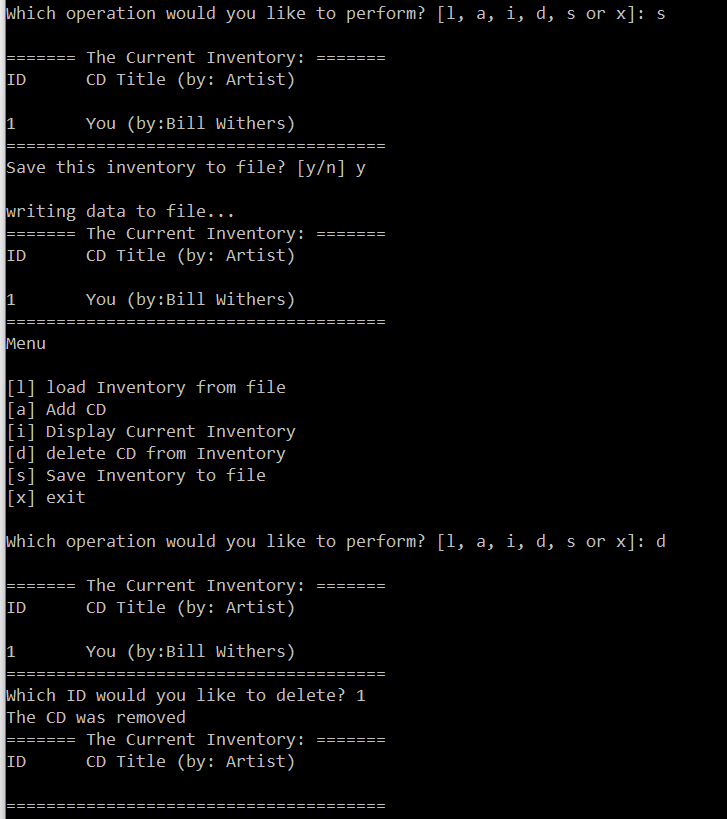 Which operation would you like to perform? [l, a, i, d, s or x]: s
======= The Current Inventory: =======
ID      CD Title (by: Artist)
1       You (by:Bill Withers)
======================================
Save this inventory to file? [y/n] y
writing data to file...
======= The Current Inventory: =======
ID      CD Title (by: Artist)
1       You (by:Bill Withers)
======================================
Menu
[l] load Inventory from file
[a] Add CD
[i] Display Current Inventory
[d] delete CD from Inventory
[s] Save Inventory to file
[x] exit
Which operation would you like to perform? [l, a, i, d, s or x]: d
======= The Current Inventory: =======
ID      CD Title (by: Artist)
1       You (by:Bill Withers)
======================================
Which ID would you like to delete? 1
The CD was removed
======= The Current Inventory: =======
ID      CD Title (by: Artist)
======================================